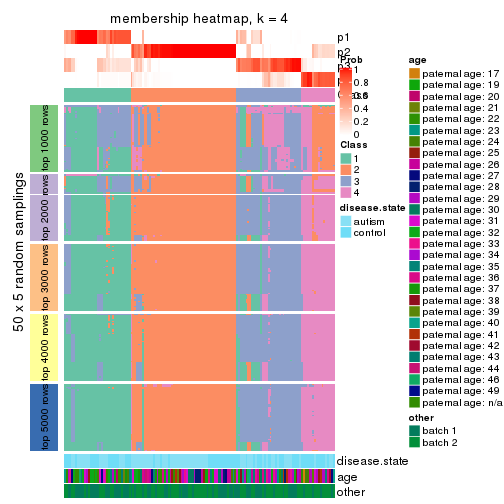 membership heatmap, k = 4
p1
p2
p3
Prob
1
0.8
0.6
0.4
0.2
0
Class
1
2
3
4
disease.state
autism
control
50 x 5 random samplings
top 1000 rows
top 2000 rows
top 3000 rows
top 4000 rows
top 5000 rows
disease.state
age
other
age
paternal age: 17
paternal age: 19
paternal age: 20
paternal age: 21
paternal age: 22
paternal age: 23
paternal age: 24
paternal age: 25
paternal age: 26
paternal age: 27
paternal age: 28
paternal age: 29
paternal age: 30
paternal age: 31
paternal age: 32
paternal age: 33
paternal age: 34
paternal age: 35
paternal age: 36
paternal age: 37
paternal age: 38
paternal age: 39
paternal age: 40
paternal age: 41
paternal age: 42
paternal age: 43
paternal age: 44
paternal age: 46
paternal age: 49
paternal age: n/a
other
batch 1
batch 2